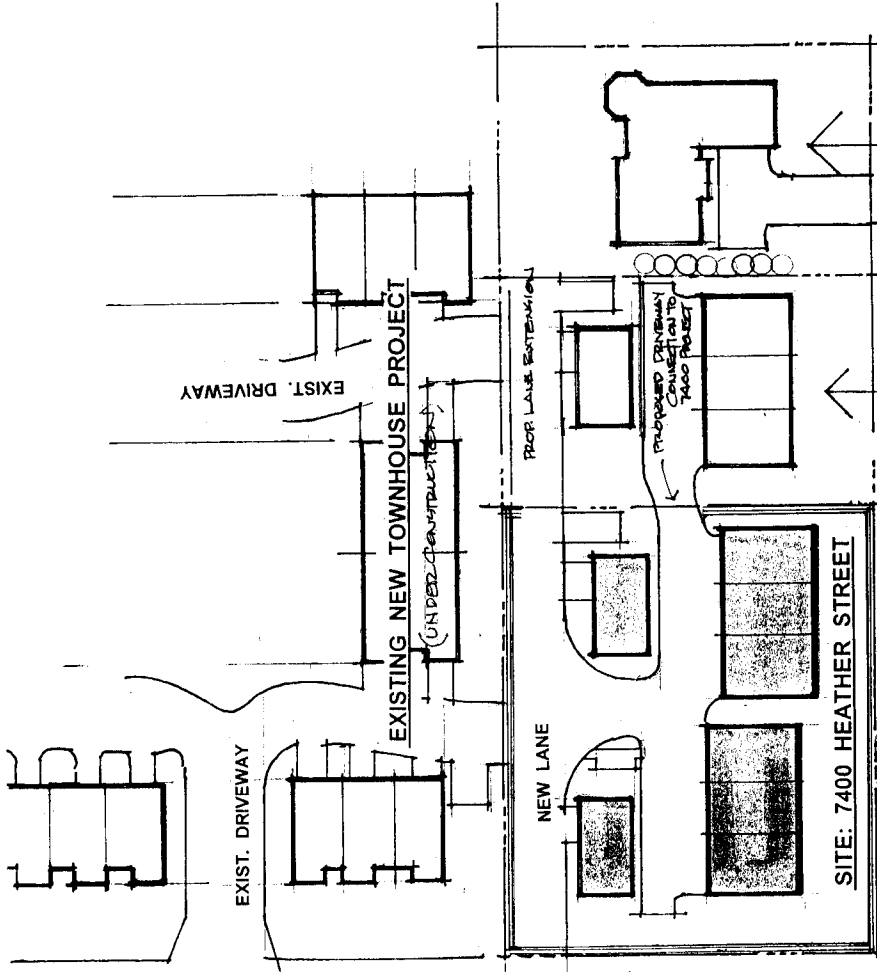 EXIST. DRIVEWAY
EXISTING NEW TOWNHOUSE PROJECT
(UNDER CONSTRUCTION)
EXIST. DRIVEWAY
PROP. LANE EXTENSION
PROPOSED DRIVEWAY
CONNECTION TO
7400 PROJECT
NEW LANE
SITE: 7400 HEATHER STREET